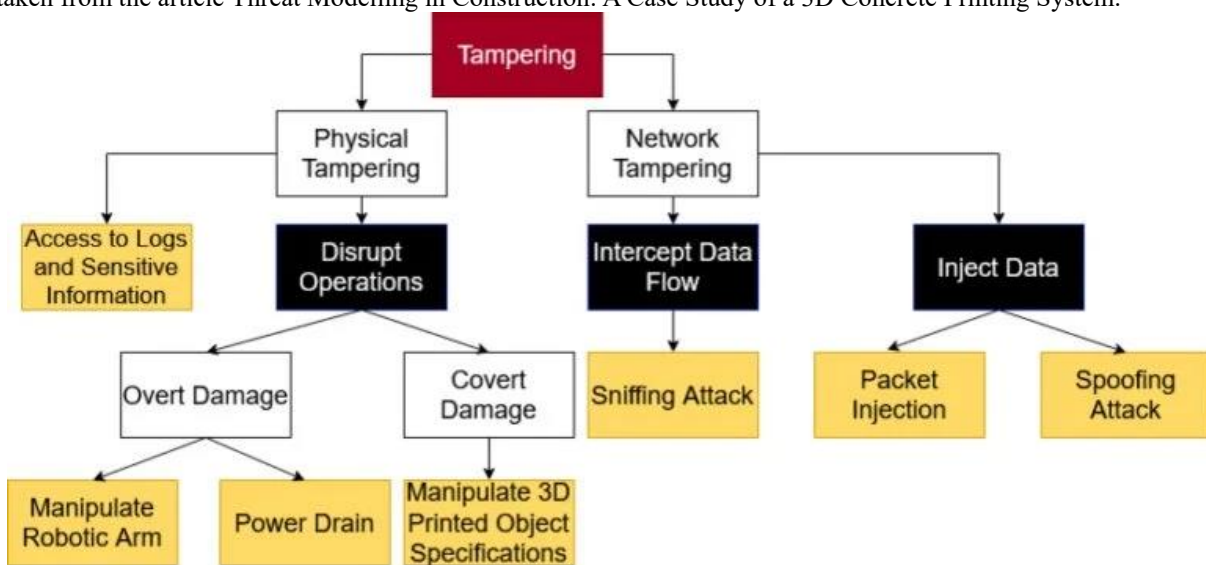 taken from the article Threat Modelling in Construction: A Case Study of a 3D Concrete Printing System.
Tampering
Physical
Tampering
Network
Tampering
Access to Logs
and Sensitive
Information
Disrupt
Operations
Intercept Data
Flow
Inject Data
Overt Damage
Covert
Damage
Sniffing Attack
Packet
Injection
Spoofing
Attack
Manipulate
Robotic Arm
Power Drain
Manipulate 3D
Printed Object
Specifications